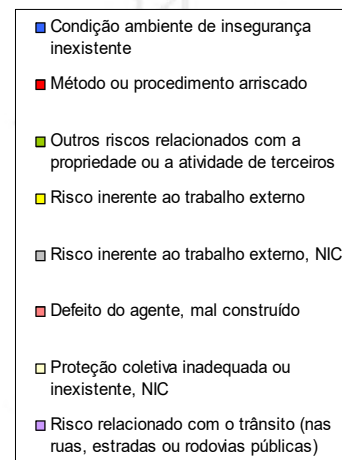 Condição ambiente de insegurança
inexistente
Método ou procedimento arriscado
Outros riscos relacionados com a
propriedade ou a atividade de terceiros
Risco inerente ao trabalho externo
Risco inerente ao trabalho externo, NIC
Defeito do agente, mal construído
Proteção coletiva inadequada ou
inexistente, NIC
Risco relacionado com o trânsito (nas
ruas, estradas ou rodovias públicas)